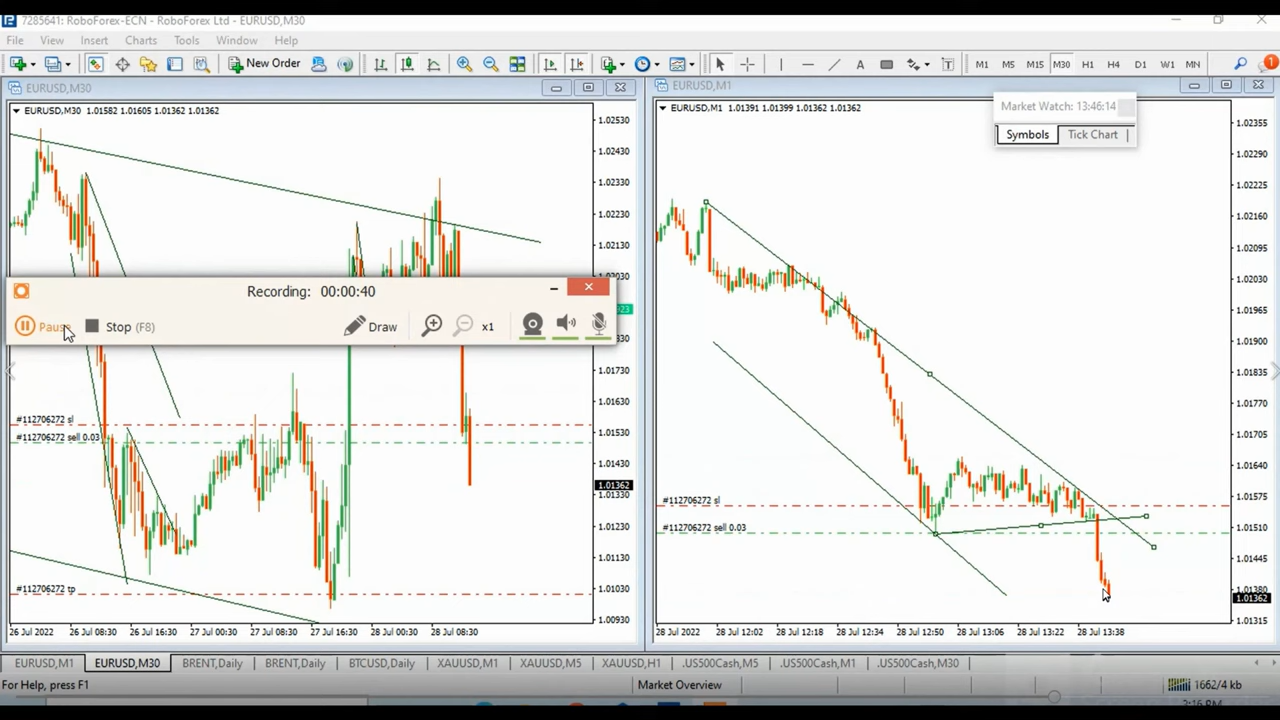 7285641: RoboForex-ECN - RoboForex Ltd - EURUSD,M30
File View Insert Charts Tools Window Help
New Order
A T M1 M5 M15 M30 H1 H4 D1 W1 MN 1
EURUSD,M30
EURUSD,M30 1.01582 1.01605 1.01362 1.01362
1.02530
1.02430
1.02330
1.02230
1.02130
1.02030
1.01730
1.01630
1.01530
1.01430
1.01362
1.01330
1.01230
1.01130
1.01030
1.00930
Recording: 00:00:40
Stop (F8)
Draw
x1
#112706272 sl
#112706272 sell 0.03
#112706272 tp
26 Jul 2022 26 Jul 08:30 26 Jul 16:30 27 Jul 00:30 27 Jul 08:30 27 Jul 16:30 28 Jul 00:30 28 Jul 08:30
EURUSD,M1
EURUSD,M1 1.01391 1.01399 1.01362 1.01362
Market Watch: 13:46:14
Symbols Tick Chart
1.02355
1.02290
1.02225
1.02160
1.02095
1.02030
1.01965
1.01900
1.01835
1.01770
1.01705
1.01640
1.01575
1.01510
1.01445
1.01380
1.01362
1.01315
#112706272 sl
#112706272 sell 0.03
28 Jul 2022 28 Jul 12:02 28 Jul 12:18 28 Jul 12:34 28 Jul 12:50 28 Jul 13:06 28 Jul 13:22 28 Jul 13:38
EURUSD,M1 EURUSD,M30 BRENT,Daily BRENT,Daily BTCUSD,Daily XAUUSD,M1 XAUUSD,M5 XAUUSD,H1 .US500Cash,M5 .US500Cash,M1 .US500Cash,M30
For Help, press F1 Market Overview 1662/4 kb